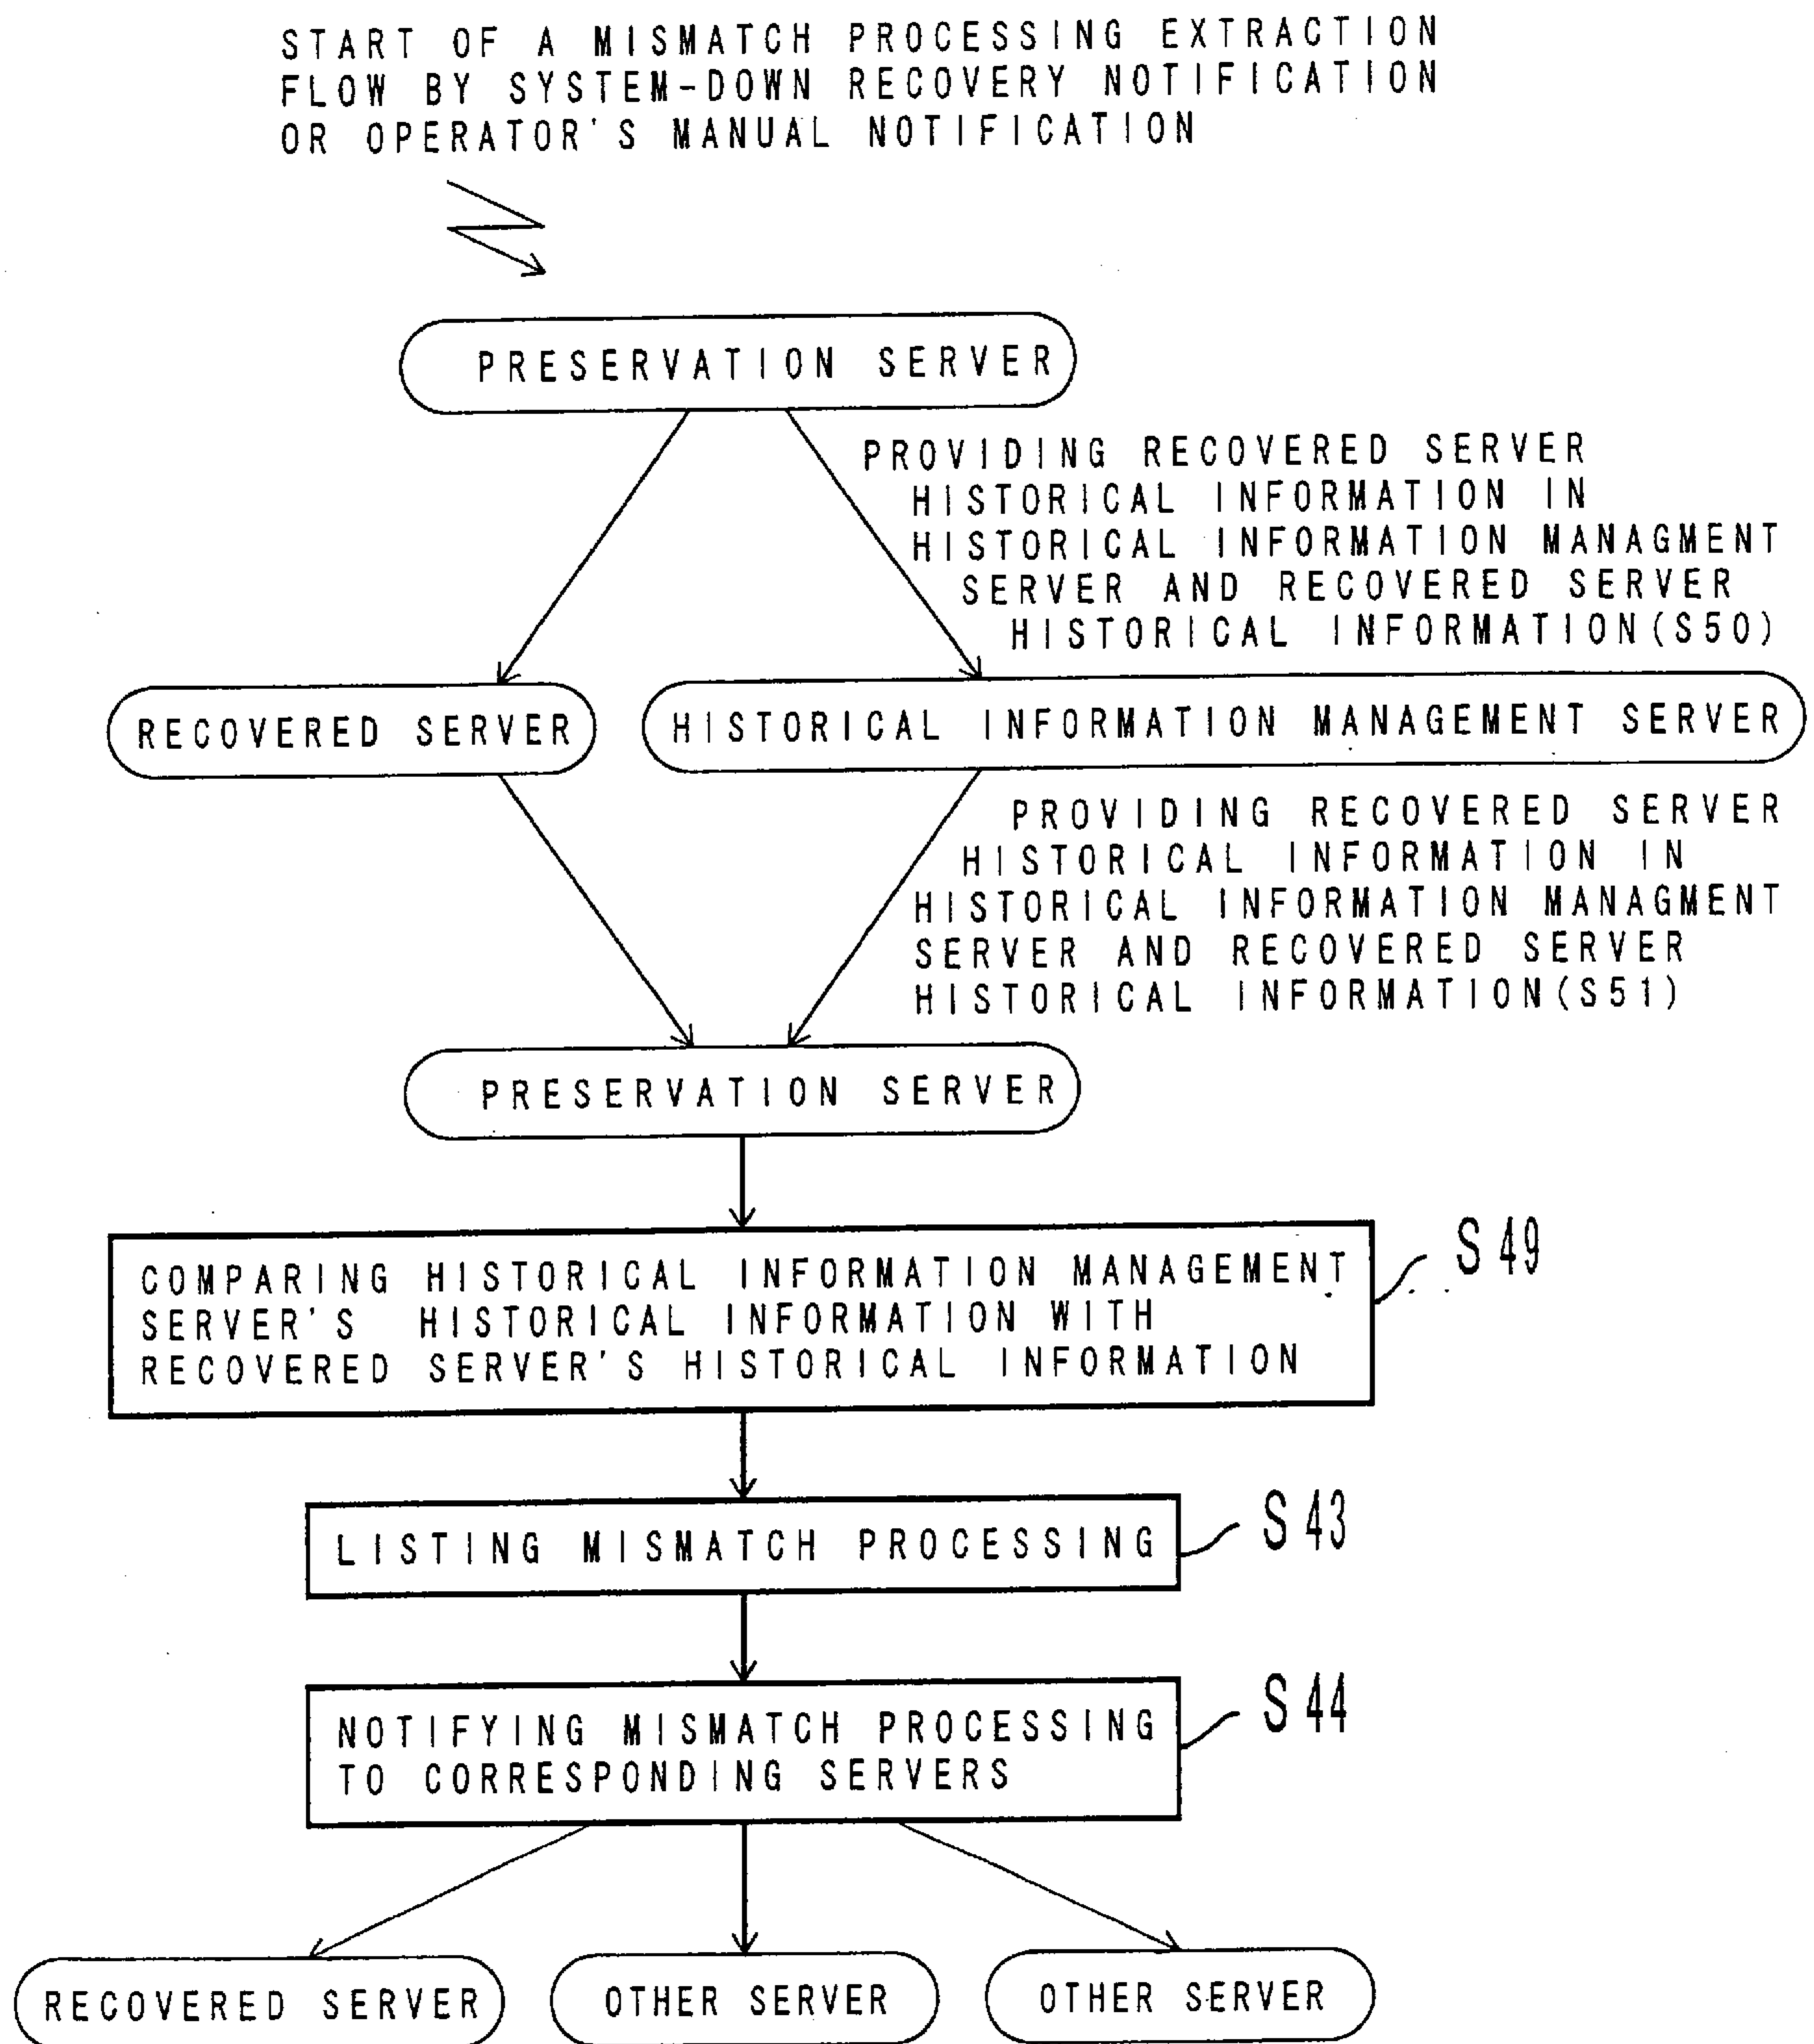 START OF A MISMATCH PROCESSING EXTRACTION
FLOW BY SYSTEM-DOWN RECOVERY NOTIFICATION
OR OPERATOR'S MANUAL NOTIFICATION
PRESERVATION SERVER
PROVIDING RECOVERED SERVER
HISTORICAL INFORMATION IN
HISTORICAL INFORMATION MANAGMENT
SERVER AND RECOVERED SERVER
HISTORICAL INFORMATION(S50)
RECOVERED SERVER
HISTORICAL INFORMATION MANAGEMENT SERVER
PROVIDING RECOVERED SERVER
HISTORICAL INFORMATION IN
HISTORICAL INFORMATION MANAGMENT
SERVER AND RECOVERED SERVER
HISTORICAL INFORMATION(S51)
PRESERVATION SERVER
S49
COMPARING HISTORICAL INFORMATION MANAGEMENT
SERVER'S HISTORICAL INFORMATION WITH
RECOVERED SERVER'S HISTORICAL INFORMATION
S43
LISTING MISMATCH PROCESSING
S44
NOTIFYING MISMATCH PROCESSING
TO CORRESPONDING SERVERS
RECOVERED SERVER
OTHER SERVER
OTHER SERVER